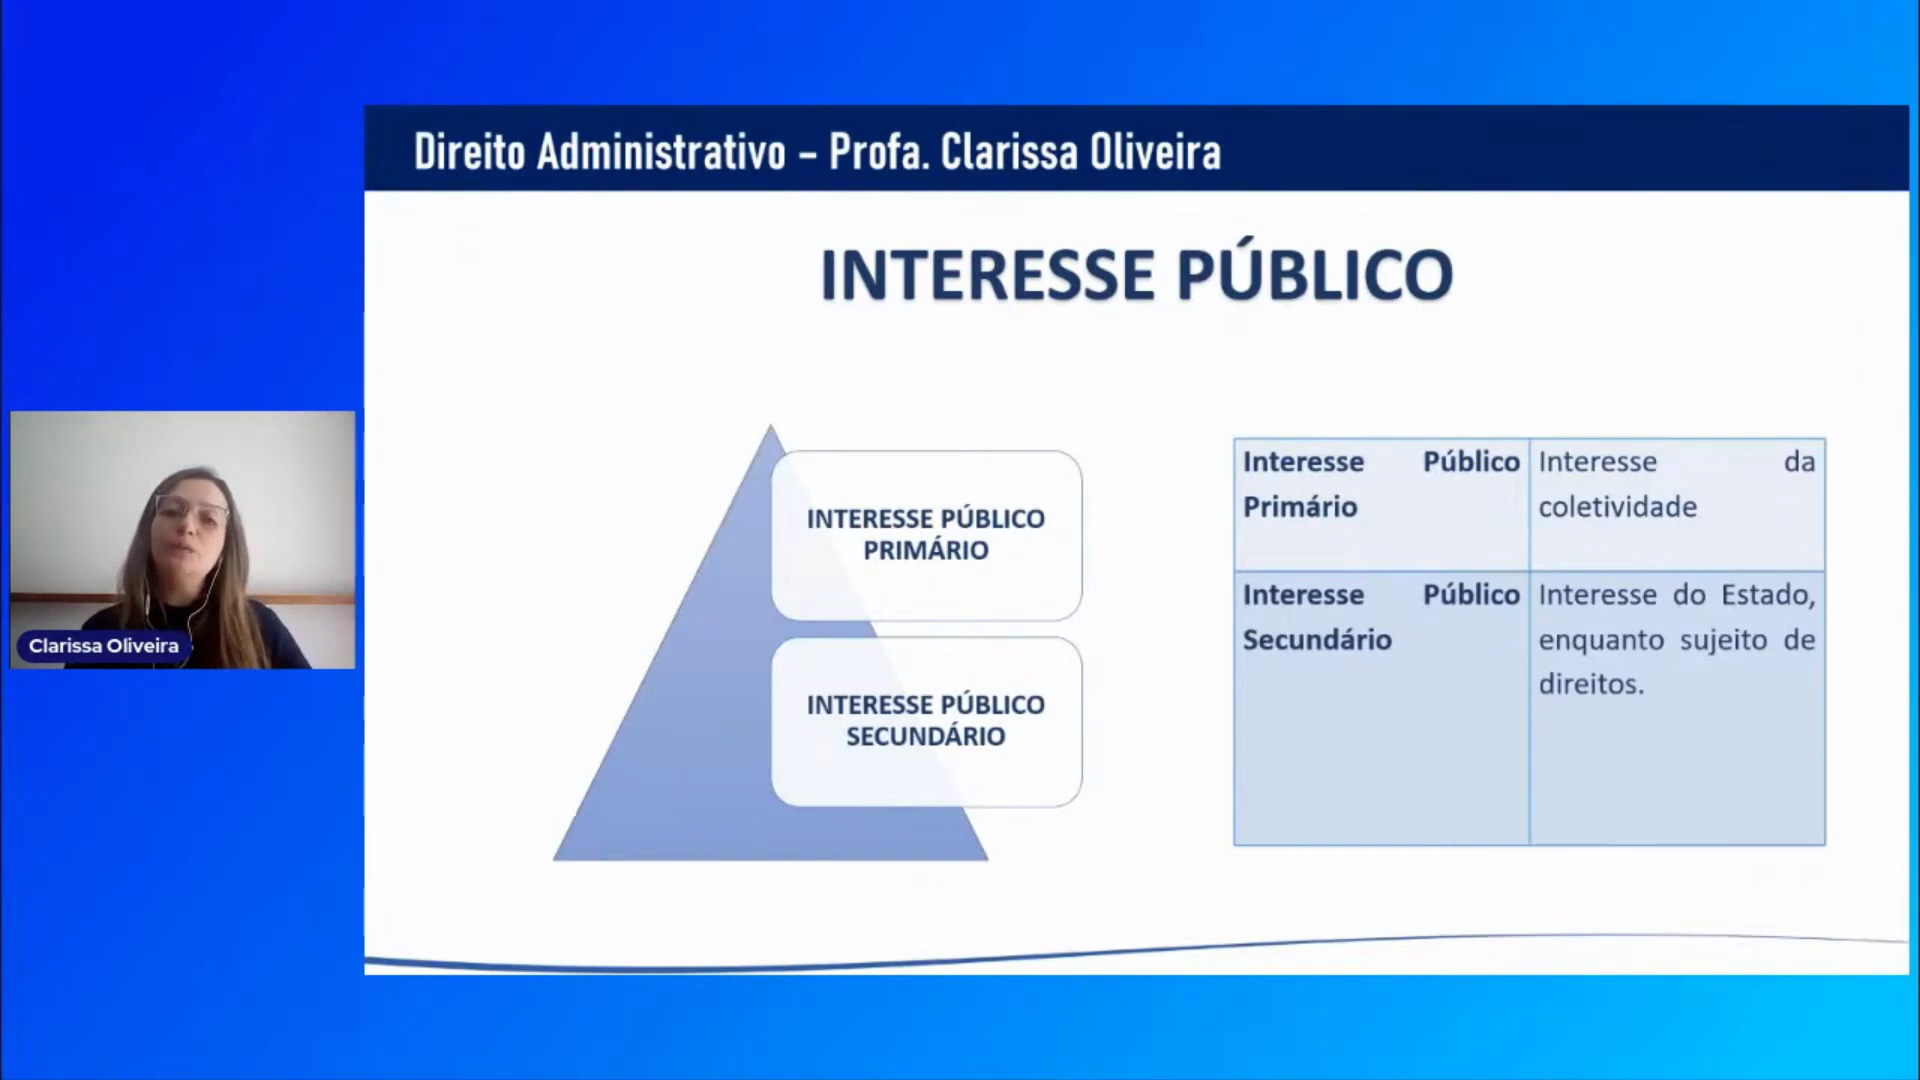 Direito Administrativo – Profa. Clarissa Oliveira
INTERESSE PÚBLICO
INTERESSE PÚBLICO
PRIMÁRIO
INTERESSE PÚBLICO
SECUNDÁRIO
Interesse Público
Primário
Interesse da
coletividade
Interesse Público
Secundário
Interesse do Estado,
enquanto sujeito de
direitos.
Clarissa Oliveira